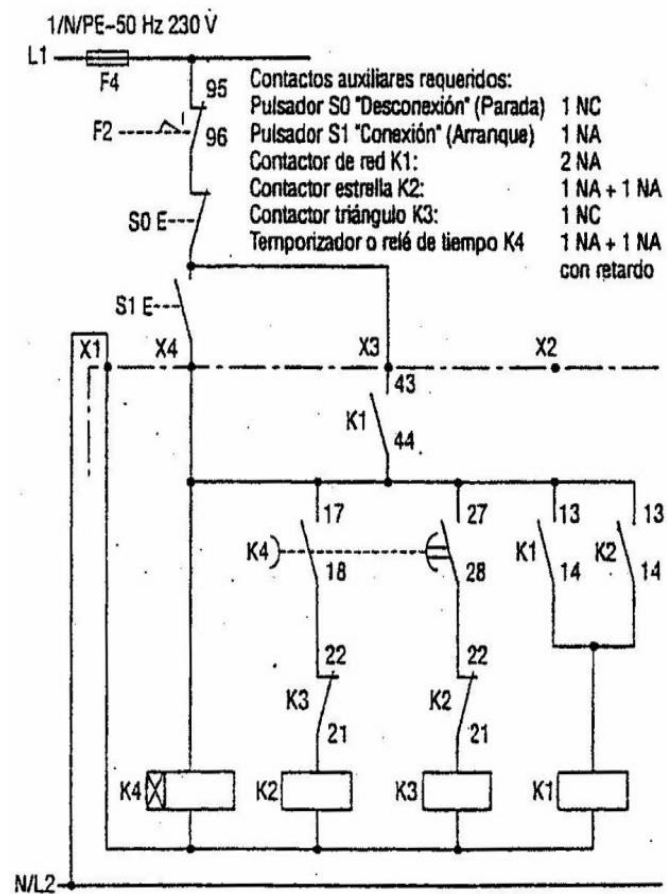 1/N/PE~50 Hz 230 V
L1
F4
95
Contactos auxiliares requeridos:
F2
96
Pulsador S0 "Desconexión" (Parada) 1 NC
Pulsador S1 "Conexión" (Arranque) 1 NA
Contactor de red K1: 2 NA
Contactor estrella K2: 1 NA + 1 NA
S0 E
Contactor triángulo K3: 1 NC
Temporizador o relé de tiempo K4 1 NA + 1 NA
con retardo
S1 E
X1 X4 X3 X2
43
K1
44
17 27 13 13
K4 K1 K2
18 28 14 14
22 22
K3 K2
21 21
K4 K2 K3 K1
N/L2